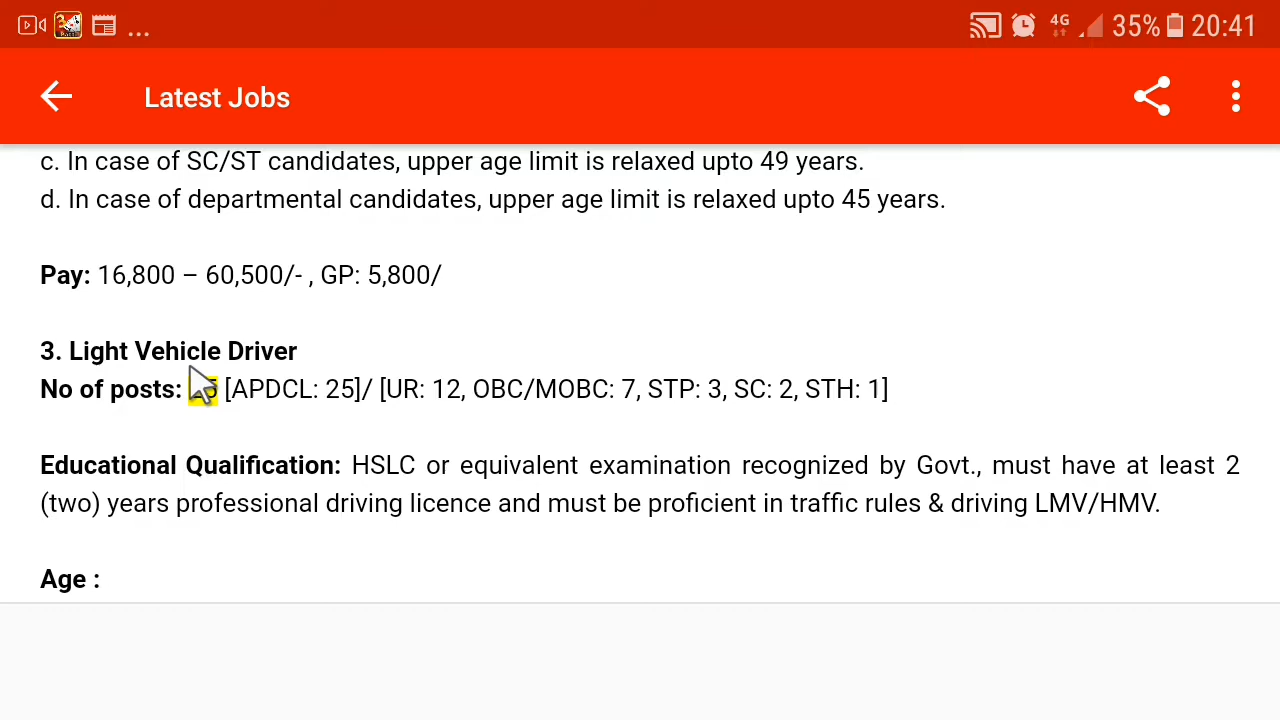 ... 4G 35% 20:41
Latest Jobs
c. In case of SC/ST candidates, upper age limit is relaxed upto 49 years.
d. In case of departmental candidates, upper age limit is relaxed upto 45 years.
Pay: 16,800 – 60,500/- , GP: 5,800/
3. Light Vehicle Driver
No of posts: [APDCL: 25]/ [UR: 12, OBC/MOBC: 7, STP: 3, SC: 2, STH: 1]
Educational Qualification: HSLC or equivalent examination recognized by Govt., must have at least 2
(two) years professional driving licence and must be proficient in traffic rules & driving LMV/HMV.
Age :